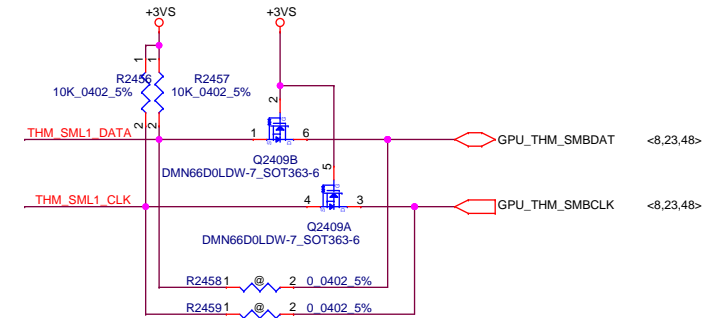 +3VS +3VS
1 1
R2456 R2457
10K_0402_5% 10K_0402_5%
2
2 2
THM_SML1_DATA 1 6 GPU_THM_SMBDAT <8,23,48>
Q2409B
DMN66D0LDW-7_SOT363-6
5
THM_SML1_CLK 4 3 GPU_THM_SMBCLK <8,23,48>
Q2409A
DMN66D0LDW-7_SOT363-6
R2458 1 @ 2 0_0402_5%
R2459 1 @ 2 0_0402_5%